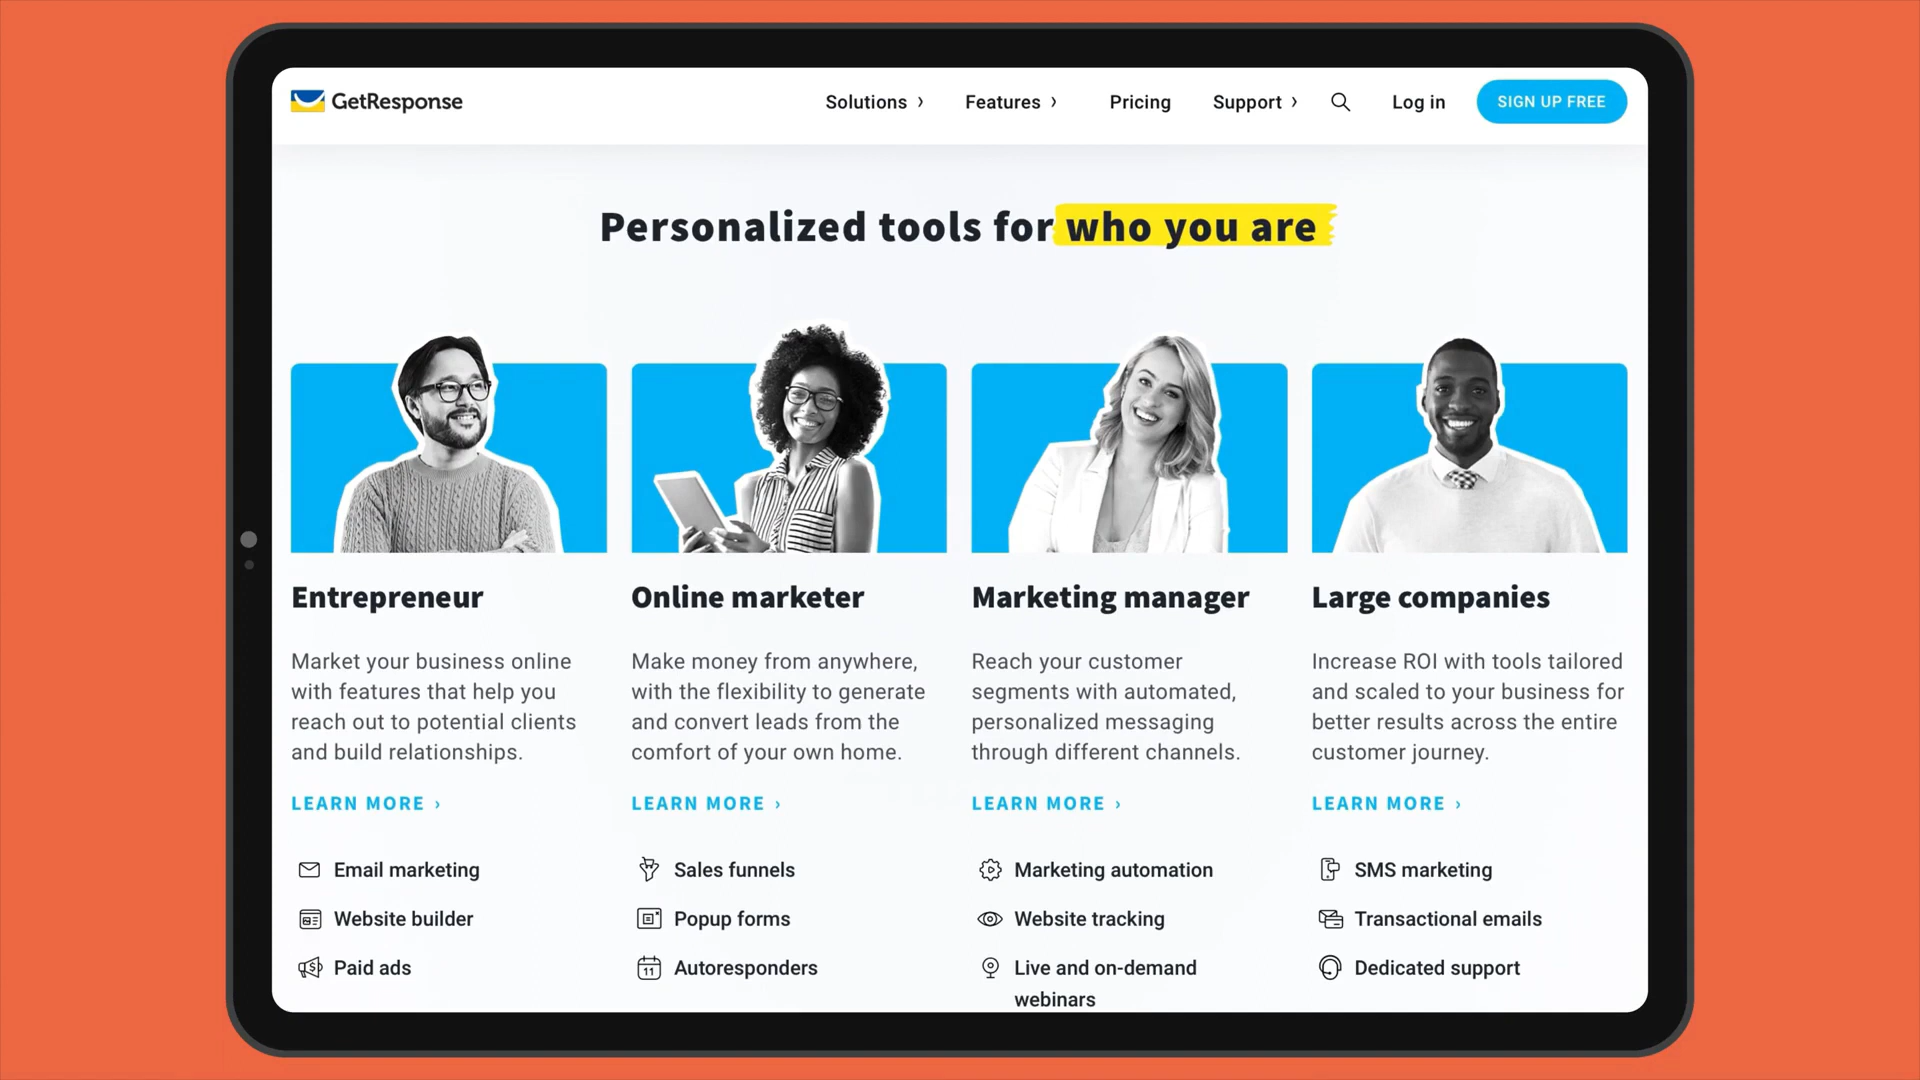 GetResponse
Solutions
Features
Pricing
Support
Log in
SIGN UP FREE
Personalized tools for who you are
Entrepreneur
Market your business online
with features that help you
reach out to potential clients
and build relationships.
LEARN MORE
Email marketing
Website builder
Paid ads
Online marketer
Make money from anywhere,
with the flexibility to generate
and convert leads from the
comfort of your own home.
LEARN MORE
Sales funnels
Popup forms
11
Autoresponders
Marketing manager
Reach your customer
segments with automated,
personalized messaging
through different channels.
LEARN MORE
Marketing automation
Website tracking
Live and on-demand
webinars
Large companies
Increase ROI with tools tailored
and scaled to your business for
better results across the entire
customer journey.
LEARN MORE
SMS marketing
Transactional emails
Dedicated support